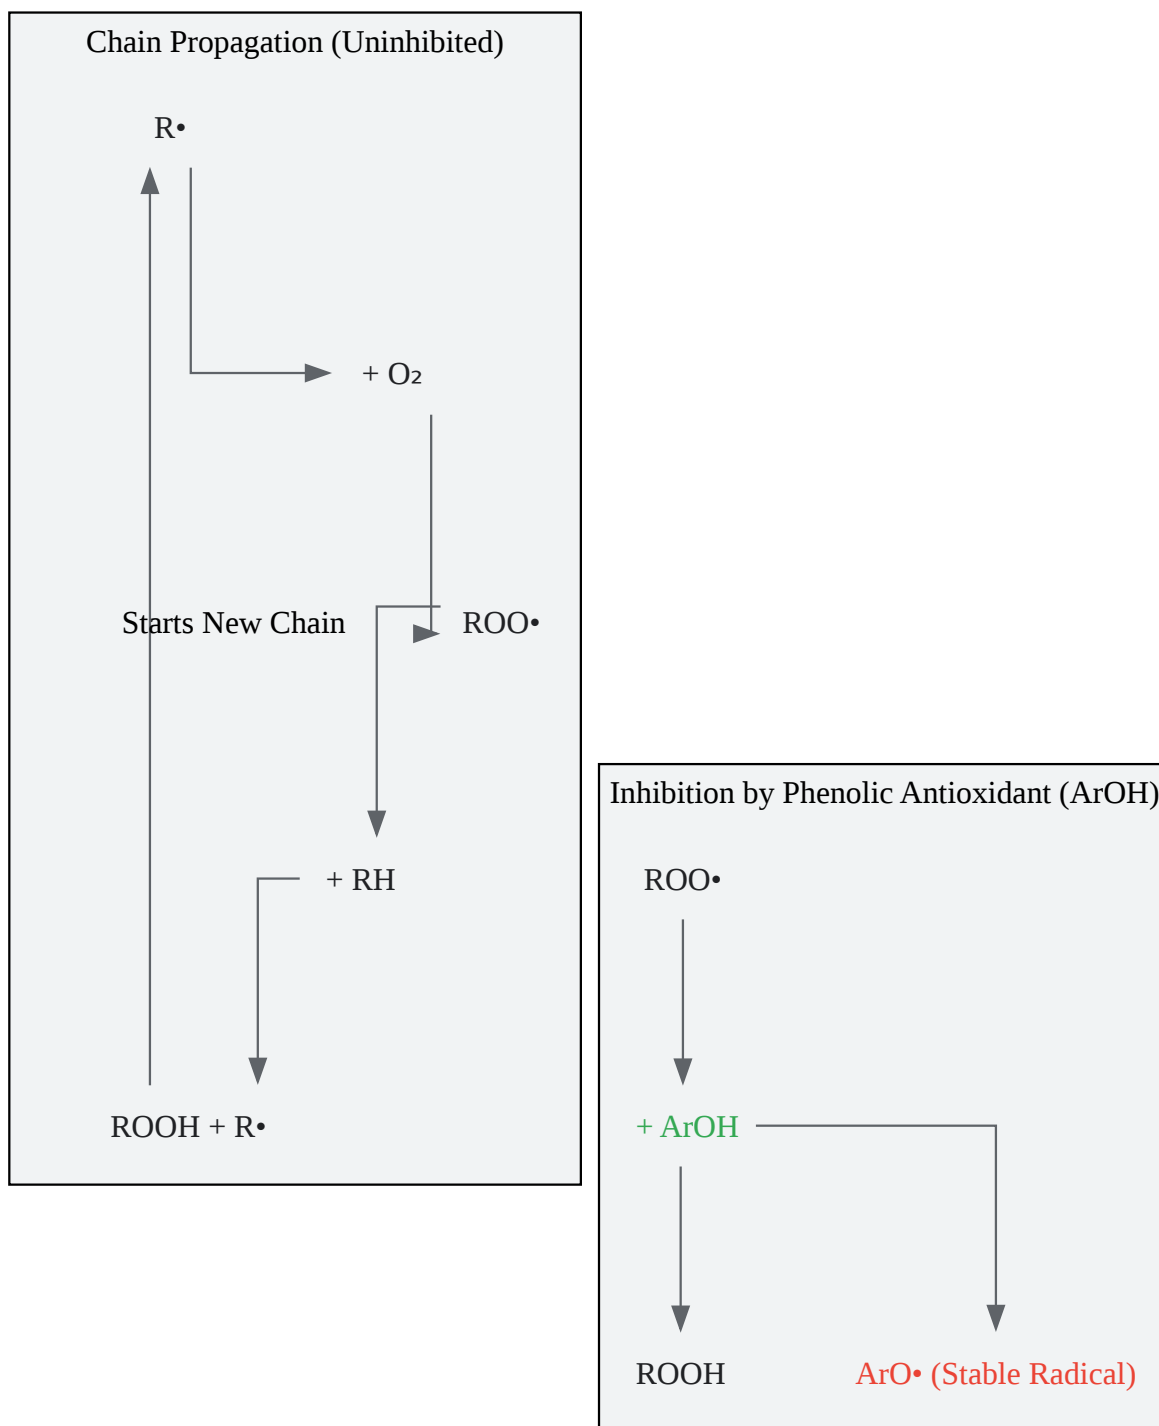 Chain Propagation (Uninhibited)
R•
+ O₂
Starts New Chain
ROO•
+ RH
ROOH + R•
Inhibition by Phenolic Antioxidant (ArOH)
ROO•
+ ArOH
ROOH
ArO• (Stable Radical)